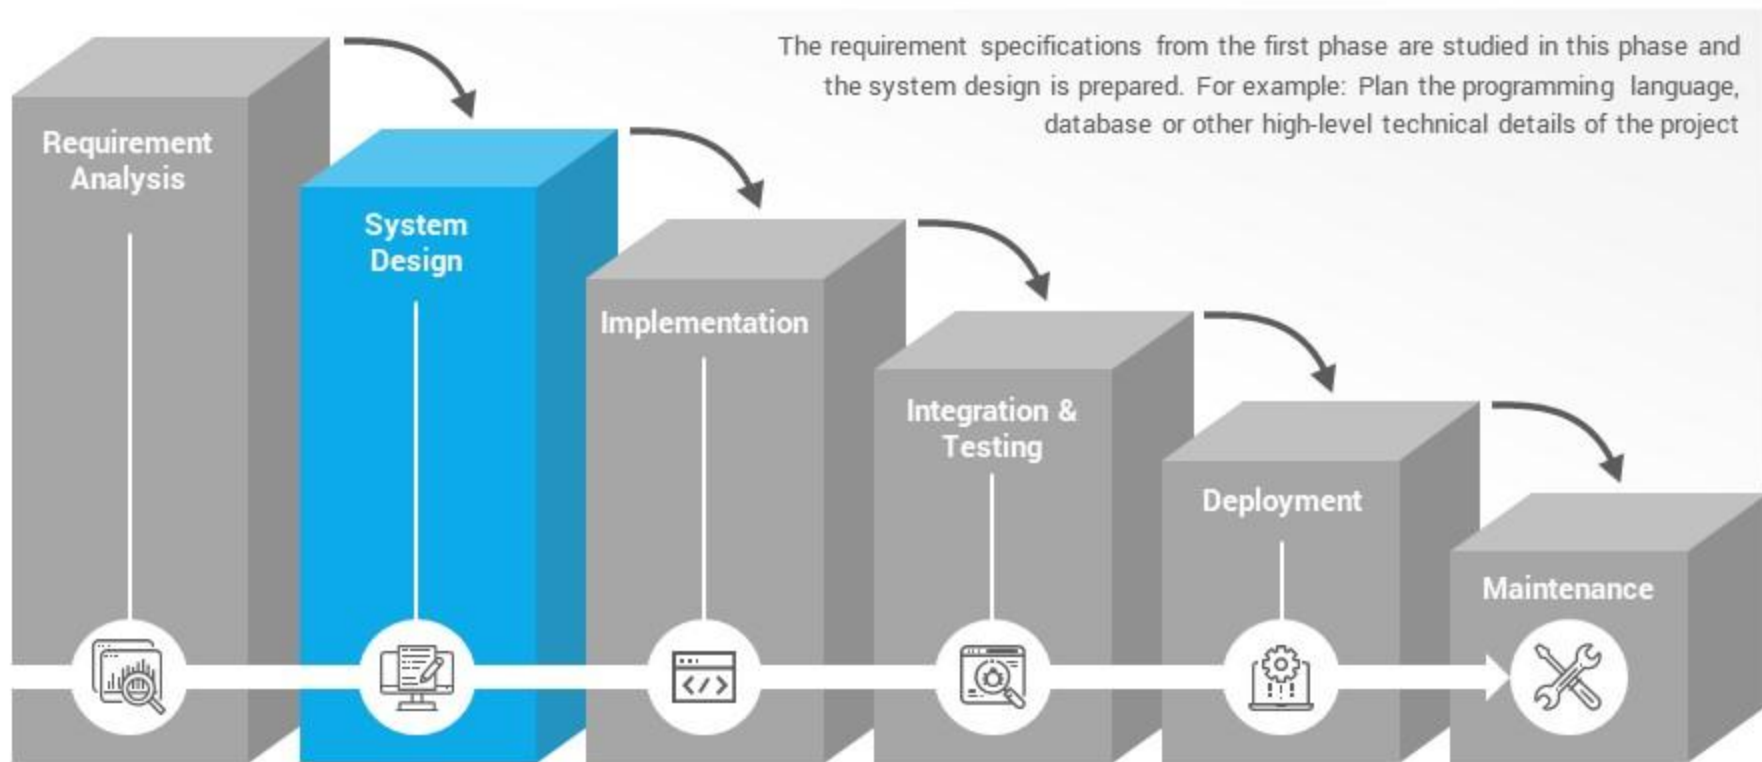 The requirement specifications from the first phase are studied in this phase and
the system design is prepared. For example: Plan the programming language,
database or other high-level technical details of the project
Requirement
Analysis
System
Design
Implementation
Integration &
Testing
Deployment
Maintenance